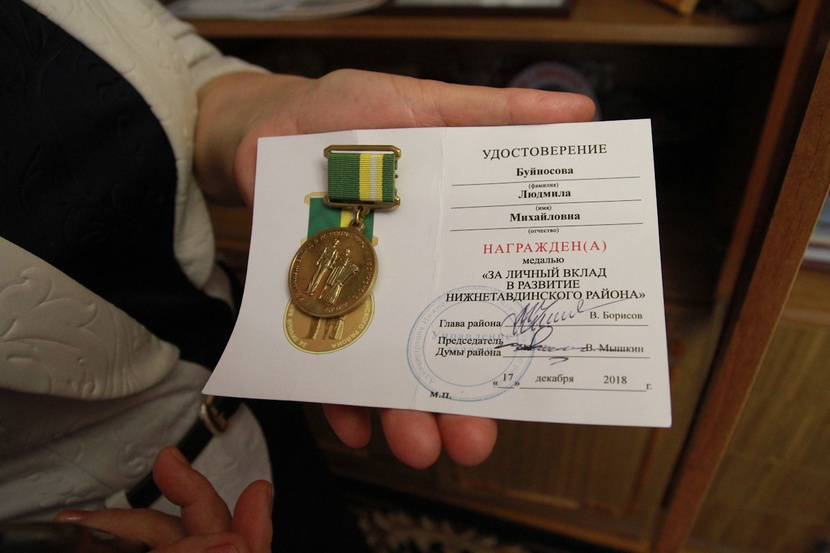 УДОСТОВЕРЕНИЕ
Буйносова
(фамилия)
Людмила
(имя)
Михайловна
(отчество)
НАГРАЖДЕН(А)
медалью
«ЗА ЛИЧНЫЙ ВКЛАД
В РАЗВИТИЕ
НИЖНЕТАВДИНСКОГО РАЙОНА»
Глава района В. Борисов
Председатель
Думы района В. Мышкин
«17» декабря 2018 г.
М.П.